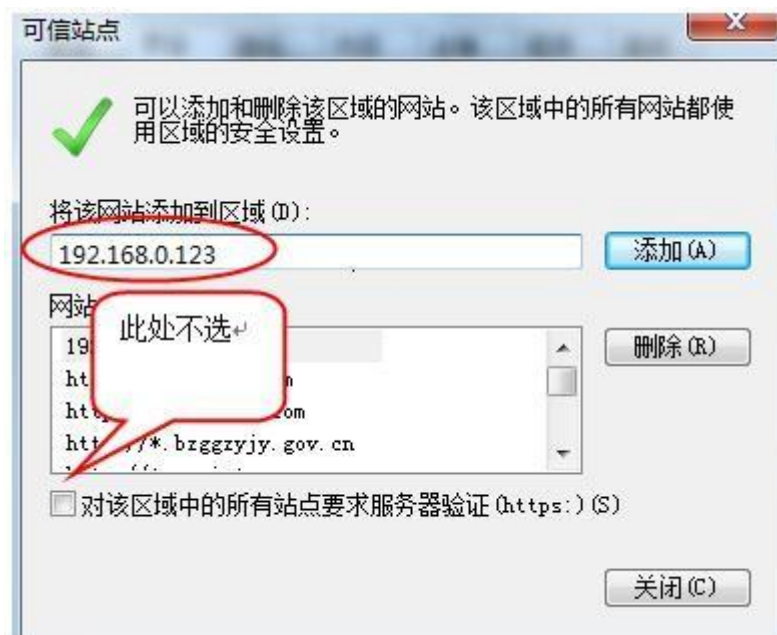 可信站点
可以添加和删除该区域的网站。该区域中的所有网站都使
用区域的安全设置。
将该网站添加到区域(D):
192.168.0.123
添加(A)
网站
此处不选
删除(R)
*.bzggzyjy.gov.cn
对该区域中的所有站点要求服务器验证(https:)(S)
关闭(C)